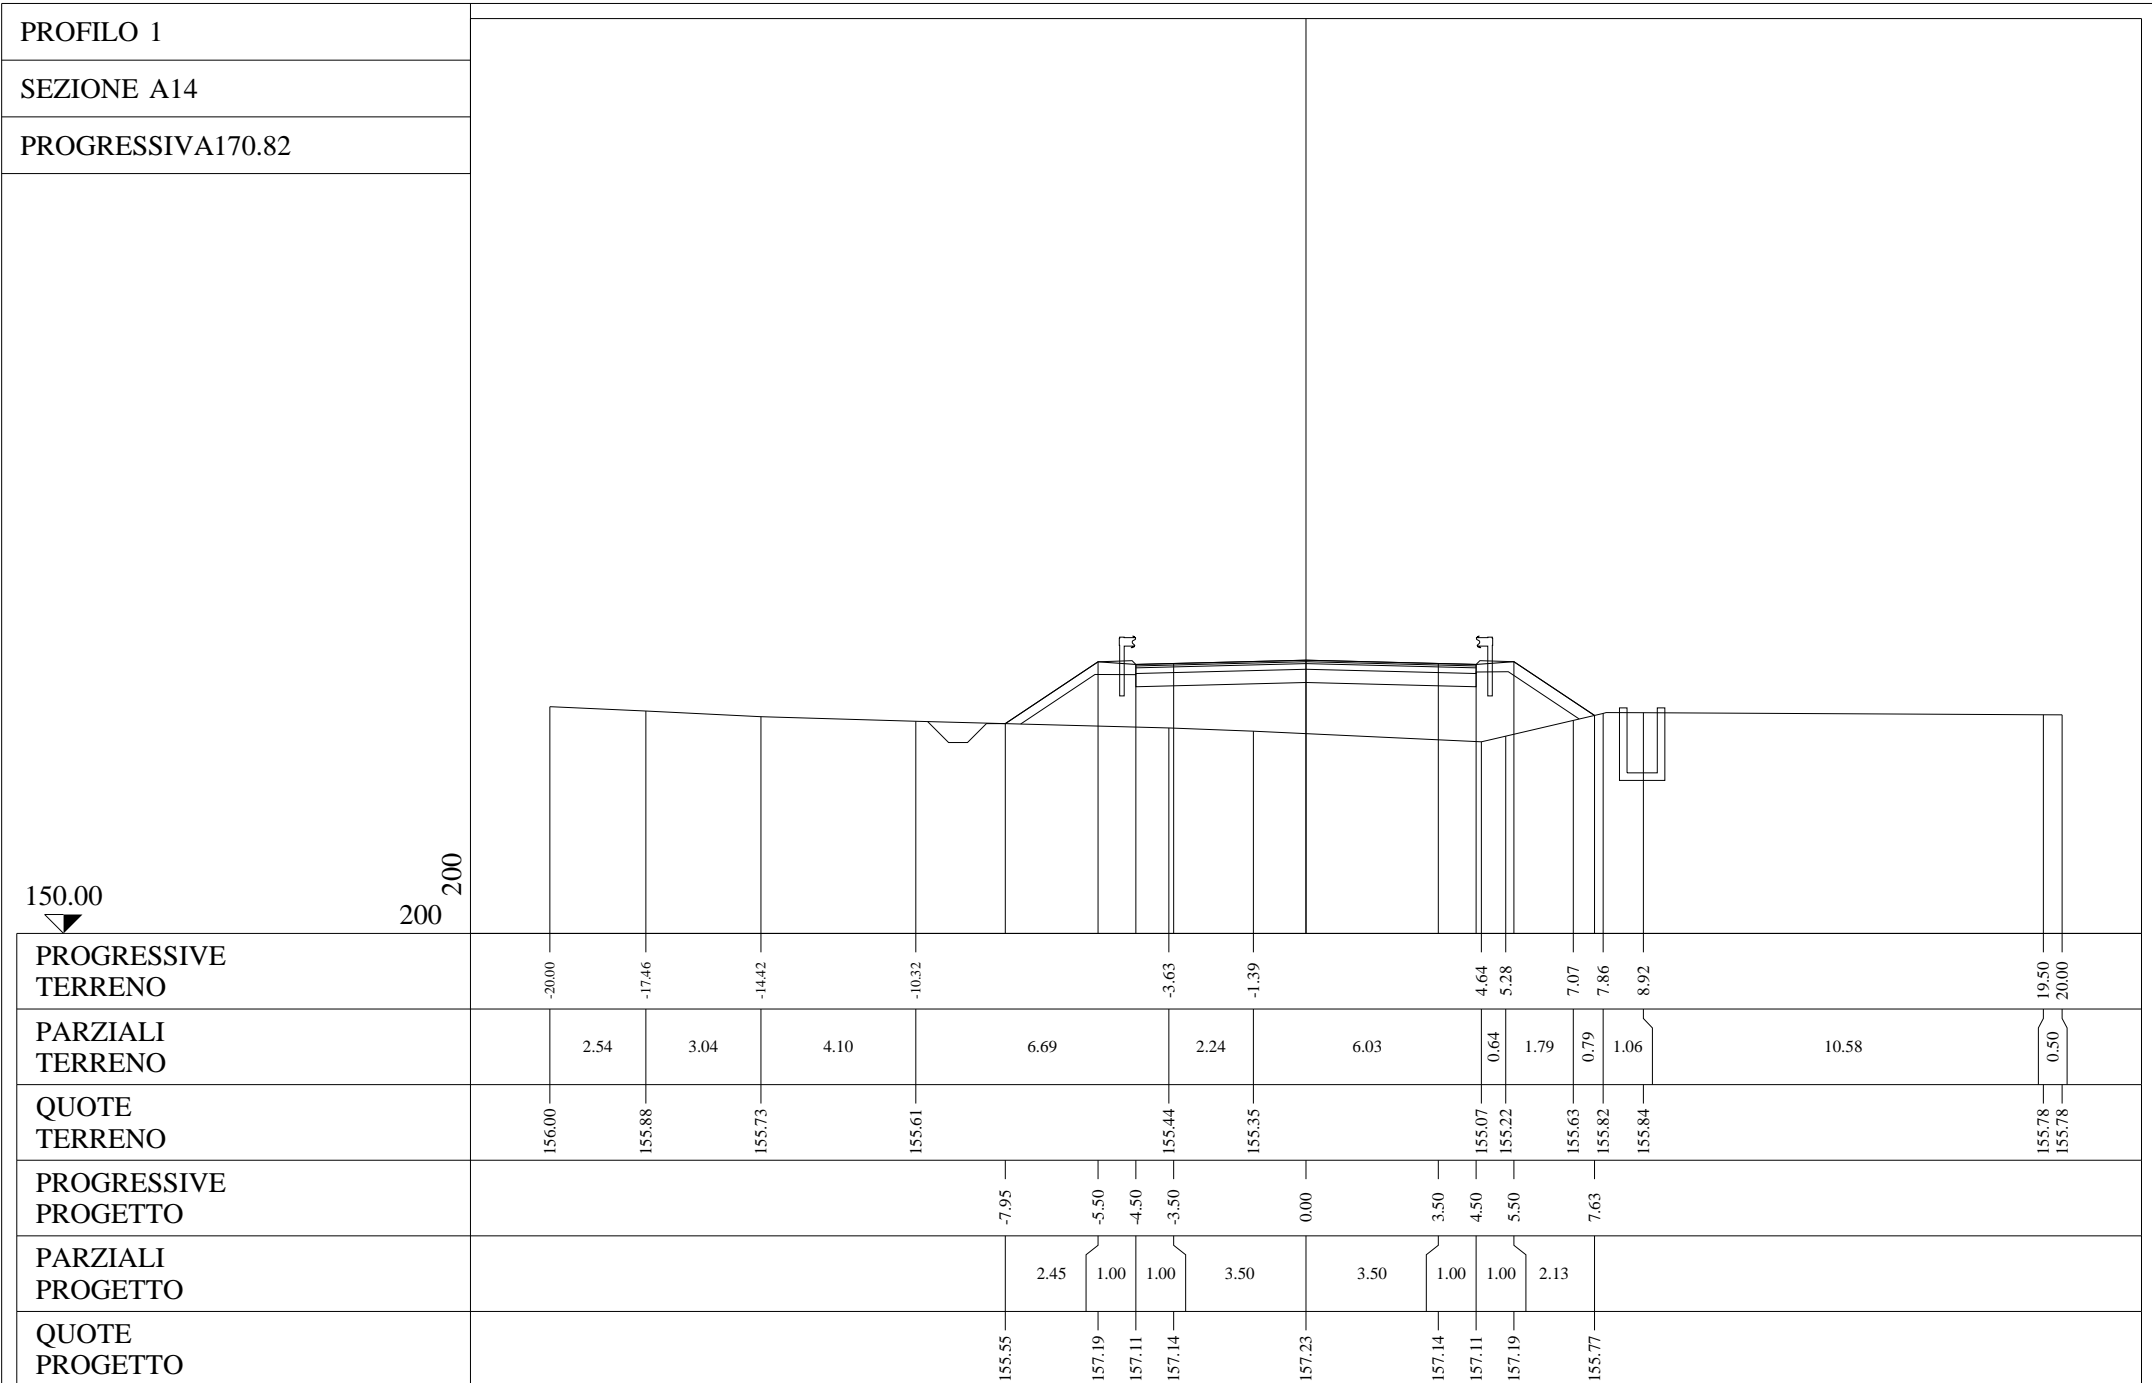 PROFILO 1
SEZIONE A14
PROGRESSIVA170.82
150.00
200
200
PROGRESSIVE
TERRENO
-20.00 -17.46 -14.42 -10.32 -3.63 -1.39 4.64 5.28 7.07 7.86 8.92 19.50 20.00
PARZIALI
TERRENO
2.54 3.04 4.10 6.69 2.24 6.03 0.64 1.79 0.79 1.06 10.58 0.50
QUOTE
TERRENO
156.00 155.88 155.73 155.61 155.44 155.35 155.07 155.22 155.63 155.82 155.84 155.78 155.78
PROGRESSIVE
PROGETTO
-7.95 -5.50 -4.50 -3.50 0.00 3.50 4.50 5.50 7.63
PARZIALI
PROGETTO
2.45 1.00 1.00 3.50 3.50 1.00 1.00 2.13
QUOTE
PROGETTO
155.55 157.19 157.11 157.14 157.23 157.14 157.11 157.19 155.77